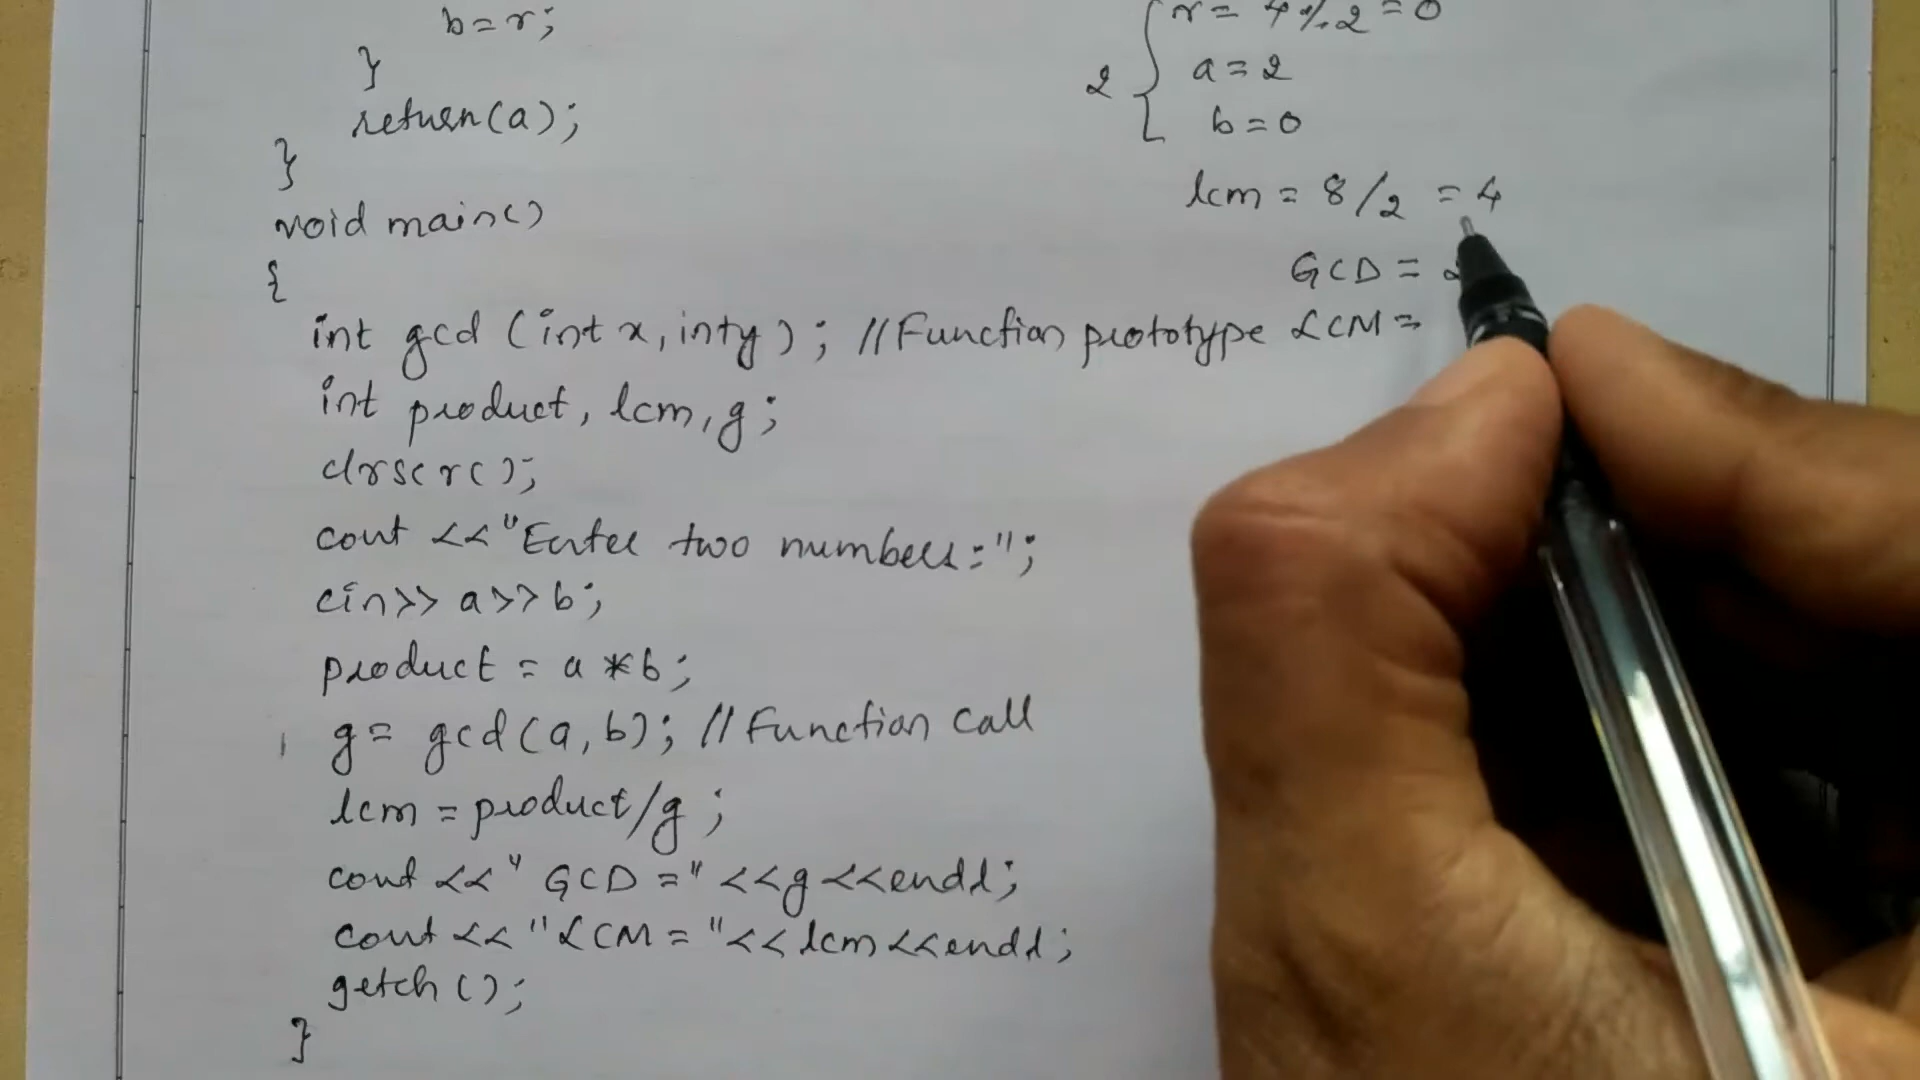 b=r;
}
return(a);
}
void main()
{
int gcd (int x, int y); //Function prototype
int product, lcm, g;
clrscr();
cout <<"Enter two numbers:";
cin>> a>>b;
product = a *b;
g= gcd(a, b); //Function call
lcm = product/g;
cout <<" GCD =" <<g <<endl;
cout << "LCM = "<<lcm<<endl;
getch();
}
r = 4%2 = 0
2 { a = 2
b = 0
lcm = 8/2 = 4
GCD =
LCM =